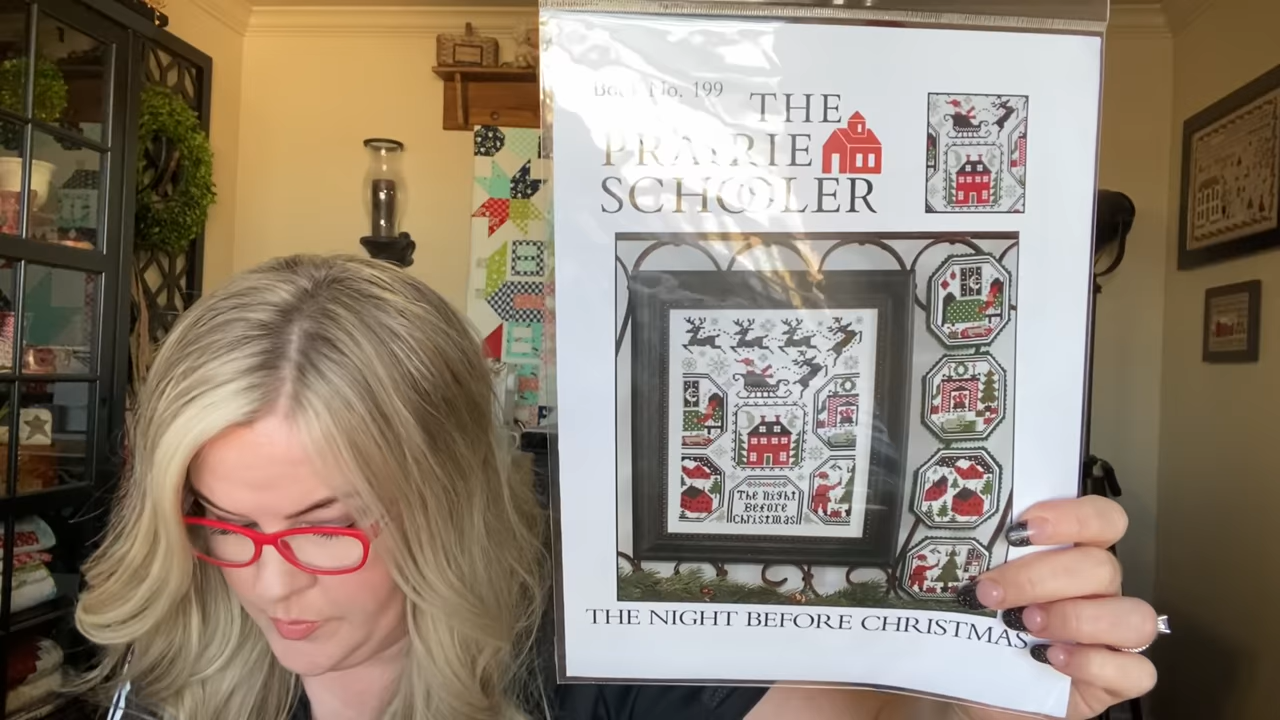 Book No. 199
THE
PRAIRIE
SCHOOLER
The Night
Before
Christmas
THE NIGHT BEFORE CHRISTMAS